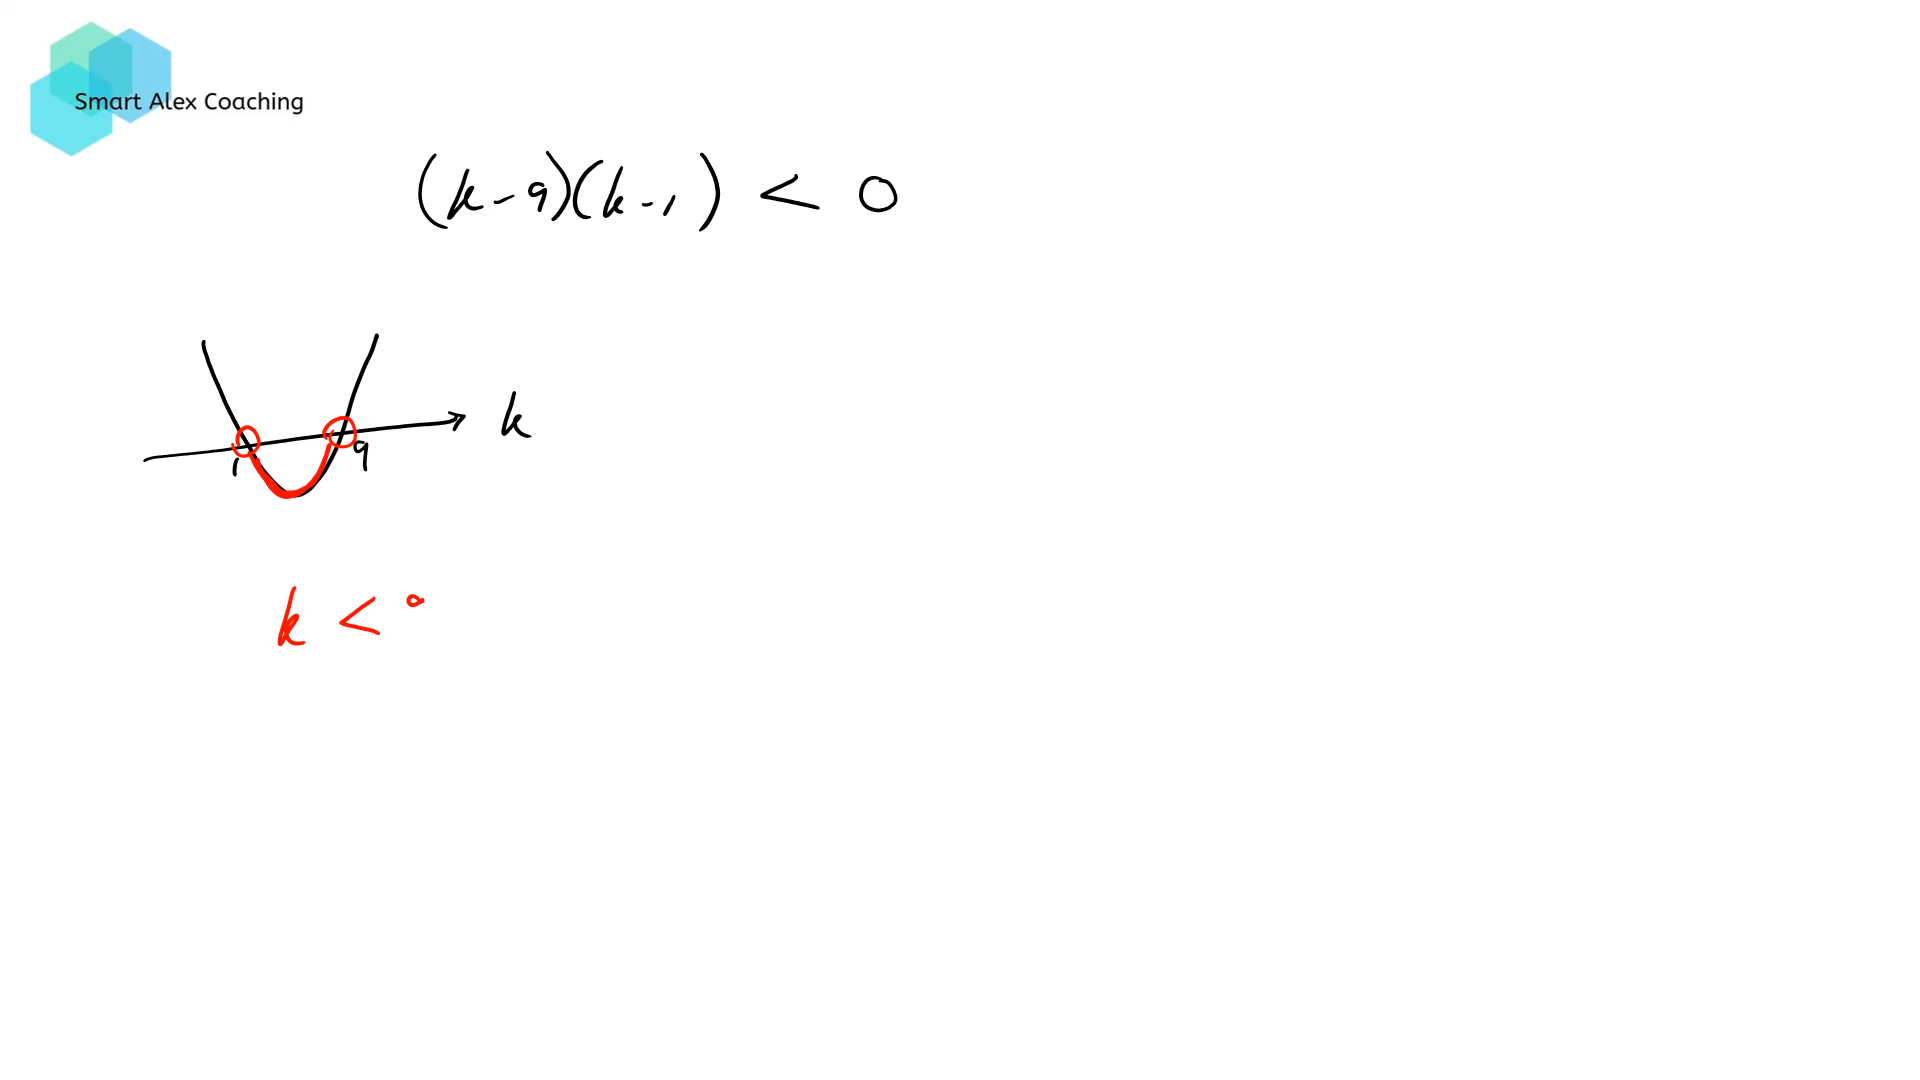 Smart Alex Coaching
(k-9)(k-1) < 0
k
1 9
k <